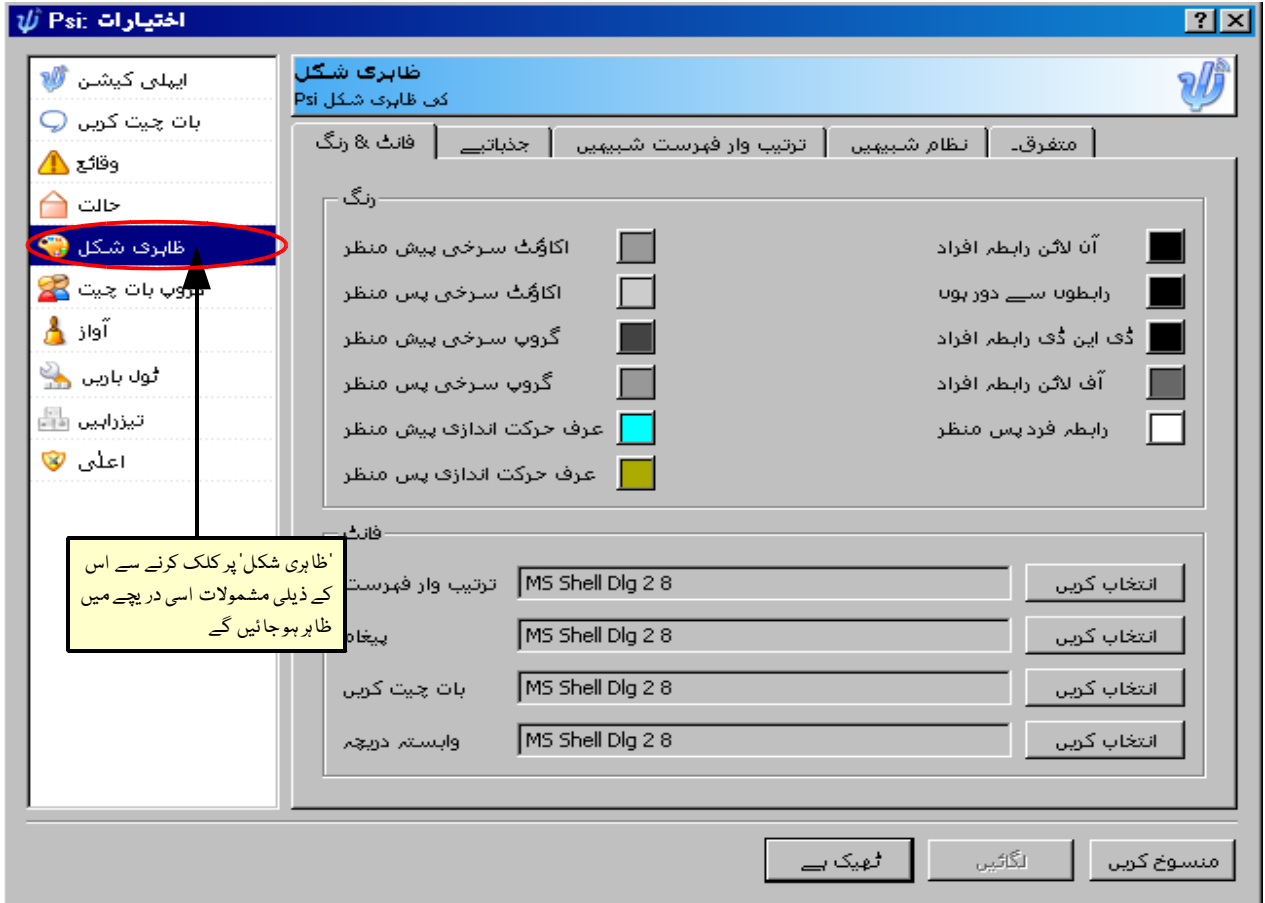 Psi: اختیارات
ایپلی کیشن
بات چیت کریں
وقائع
حالت
ظاہری شکل
گروپ بات چیت
آواز
ٹول باریں
تیزراہیں
اعلٰی
ظاہری شکل
Psi کی ظاہری شکل
فانٹ & رنگ
جذباتیے
ترتیب وار فہرست شبیہیں
نظام شبیہیں
متفرق۔
رنگ
اکاؤنٹ سرخی پیش منظر
آن لائن رابطہ افراد
اکاؤنٹ سرخی پس منظر
رابطوں سے دور ہوں
گروپ سرخی پیش منظر
ڈی این ڈی رابطہ افراد
گروپ سرخی پس منظر
آف لائن رابطہ افراد
عرف حرکت اندازی پیش منظر
رابطہ فرد پس منظر
عرف حرکت اندازی پس منظر
فانٹ
ترتیب وار فہرست
MS Shell Dlg 2 8
انتخاب کریں
پیغام
MS Shell Dlg 2 8
انتخاب کریں
بات چیت کریں
MS Shell Dlg 2 8
انتخاب کریں
وابستہ دریچہ
MS Shell Dlg 2 8
انتخاب کریں
'ظاہری شکل' پر کلک کرنے سے اس
کے ذیلی مشمولات اسی دریچے میں
ظاہر ہوجائیں گے
ٹھیک ہے
لگائیں
منسوخ کریں